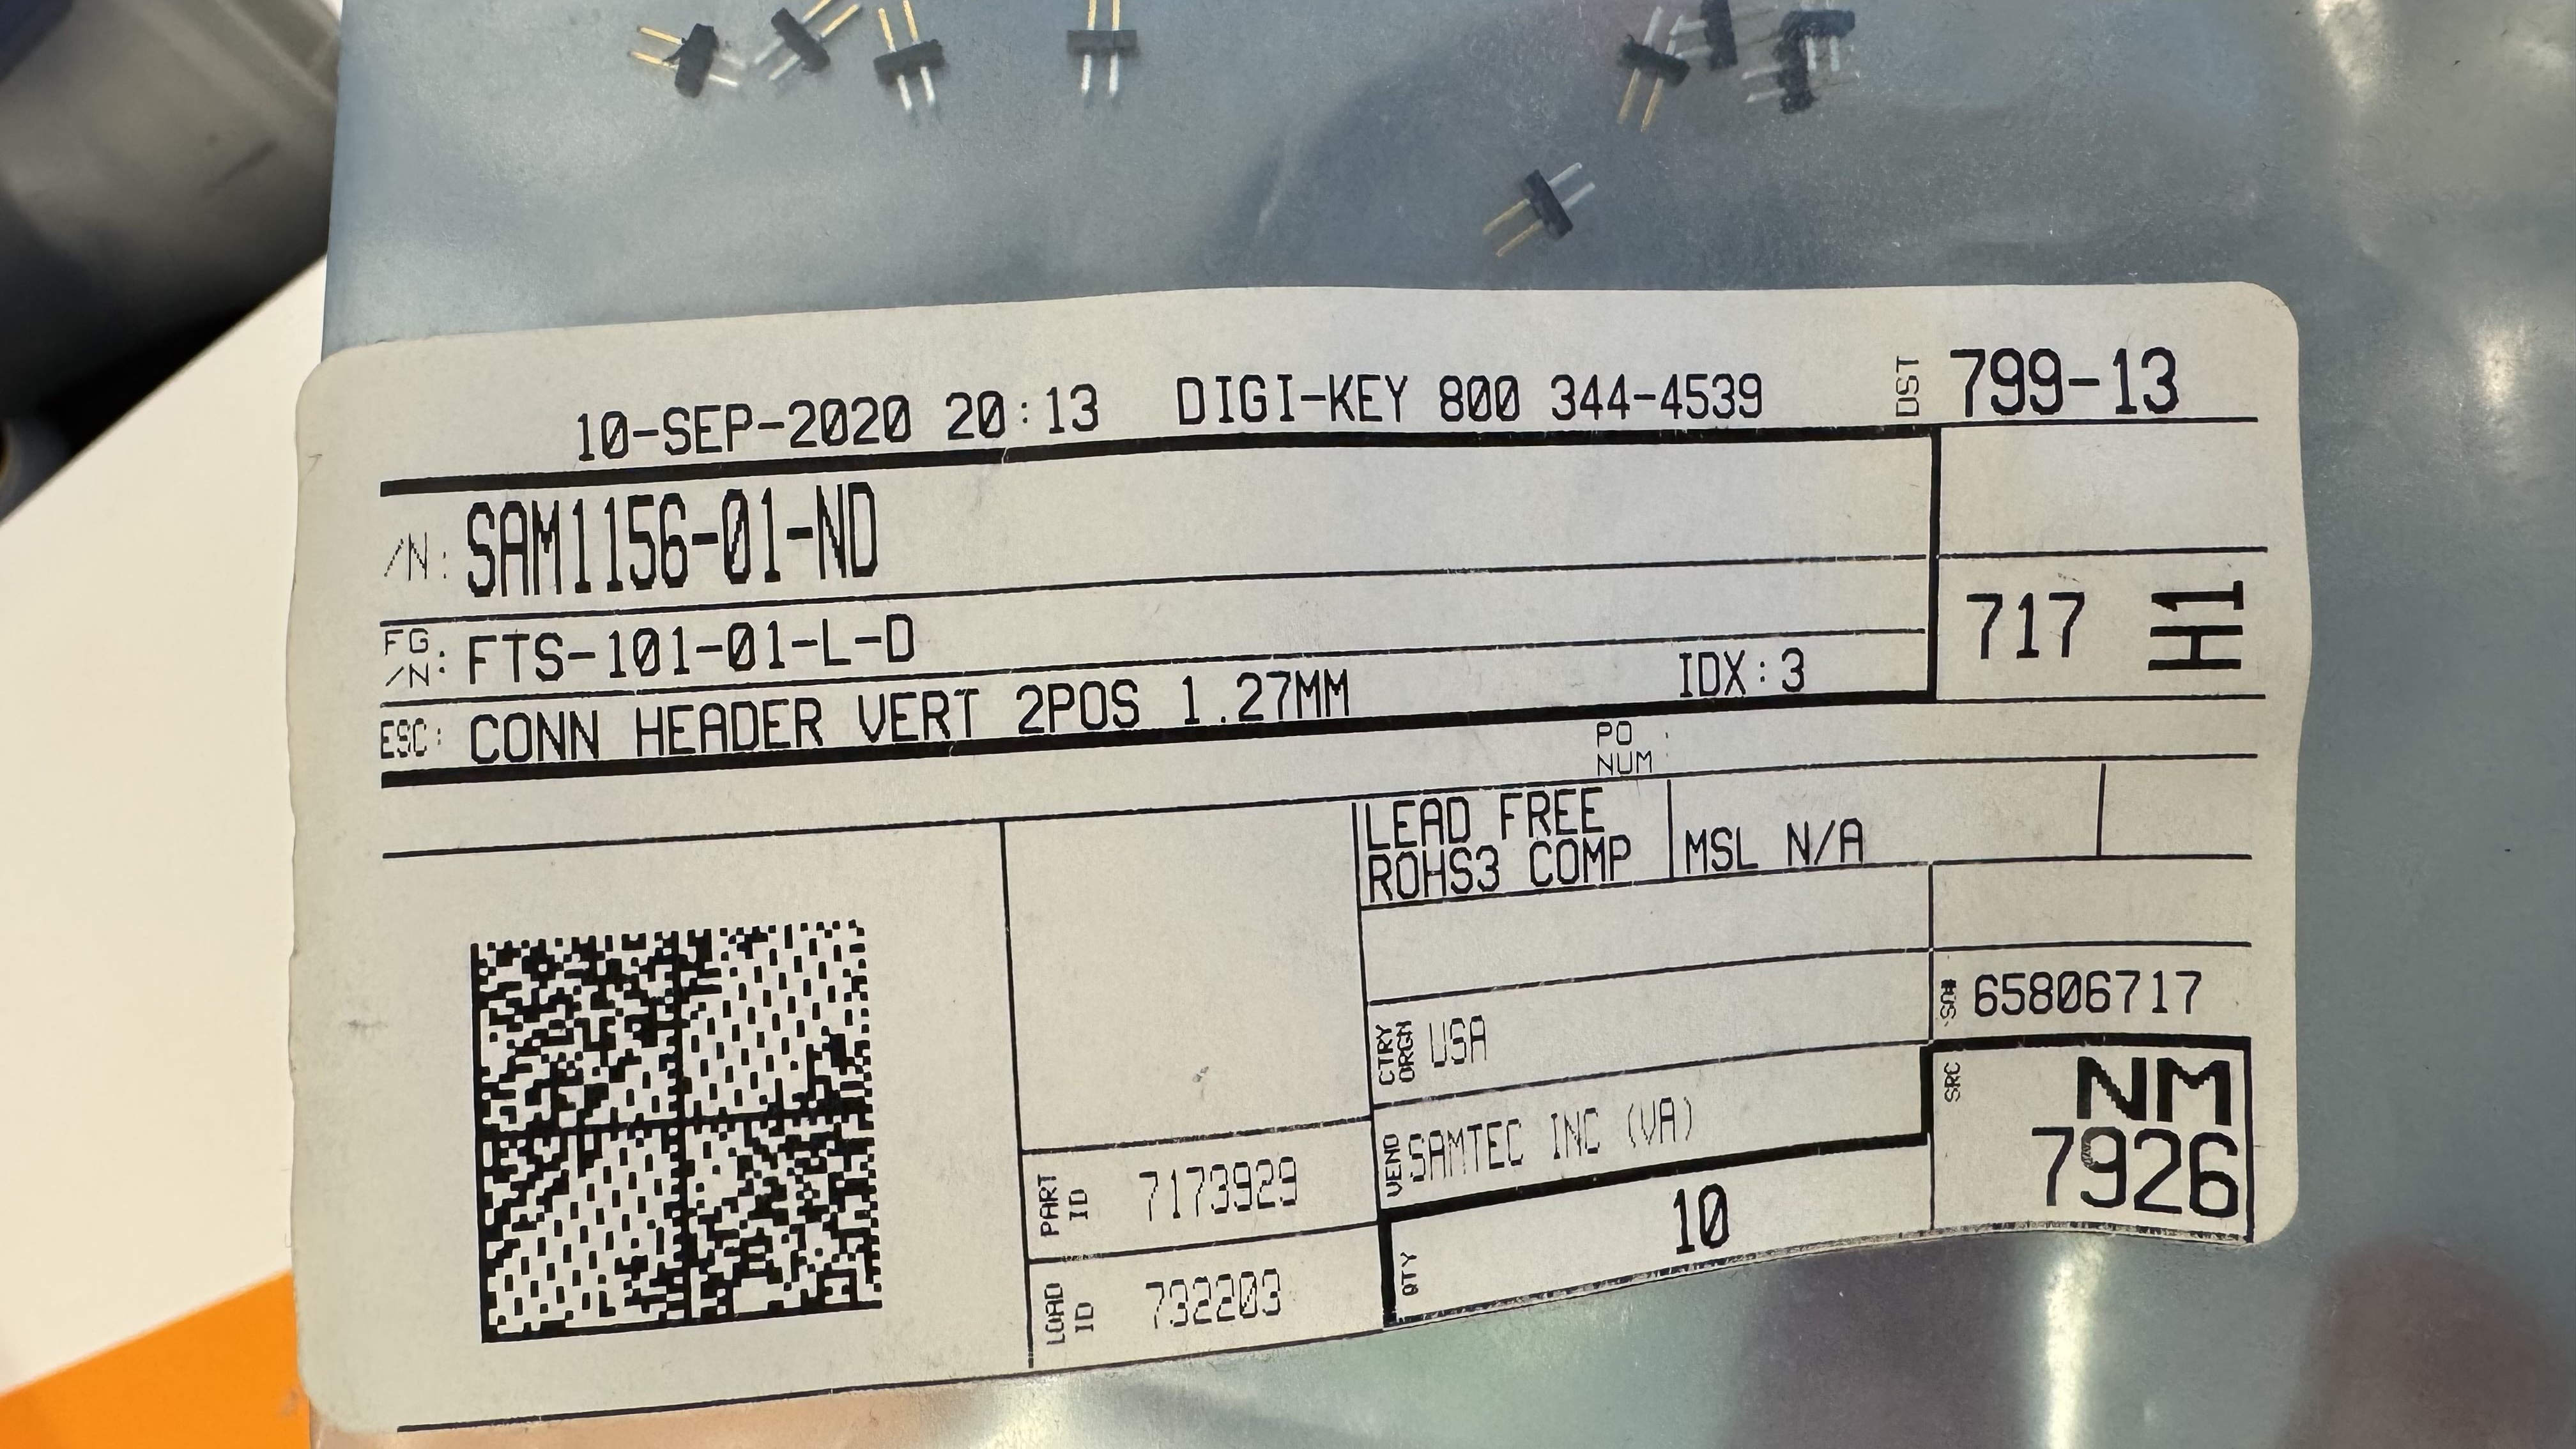 10-SEP-2020 20:13 DIGI-KEY 800 344-4539 DST 799-13
/N: SAM1156-01-ND
FG /N: FTS-101-01-L-D
717 H1
ESC: CONN HEADER VERT 2POS 1.27MM IDX:3
PO NUM :
LEAD FREE
ROHS3 COMP
MSL N/A
SO# 65806717
CTRY ORGN USA
SRC NM
7926
VEND SAMTEC INC (VA)
PART ID 7173929
QTY 10
LOAD ID 732203